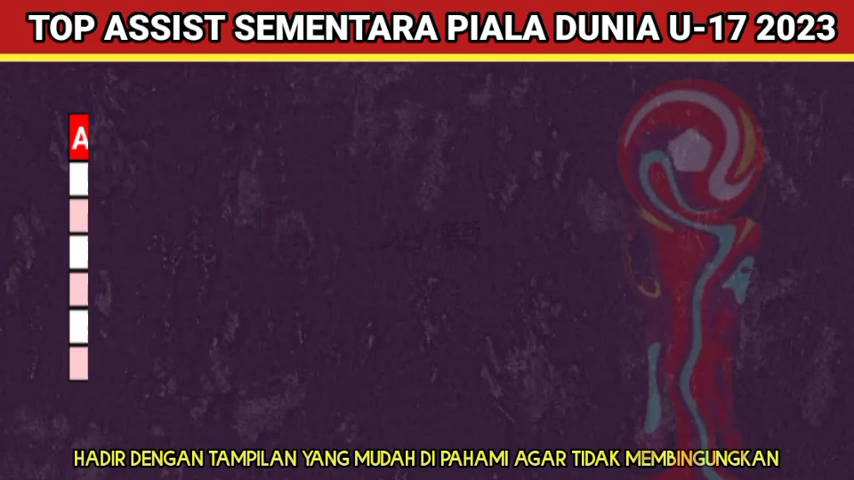 TOP ASSIST SEMENTARA PIALA DUNIA U-17 2023
A
HADIR DENGAN TAMPILAN YANG MUDAH DI PAHAMI AGAR TIDAK MEMBINGUNGKAN